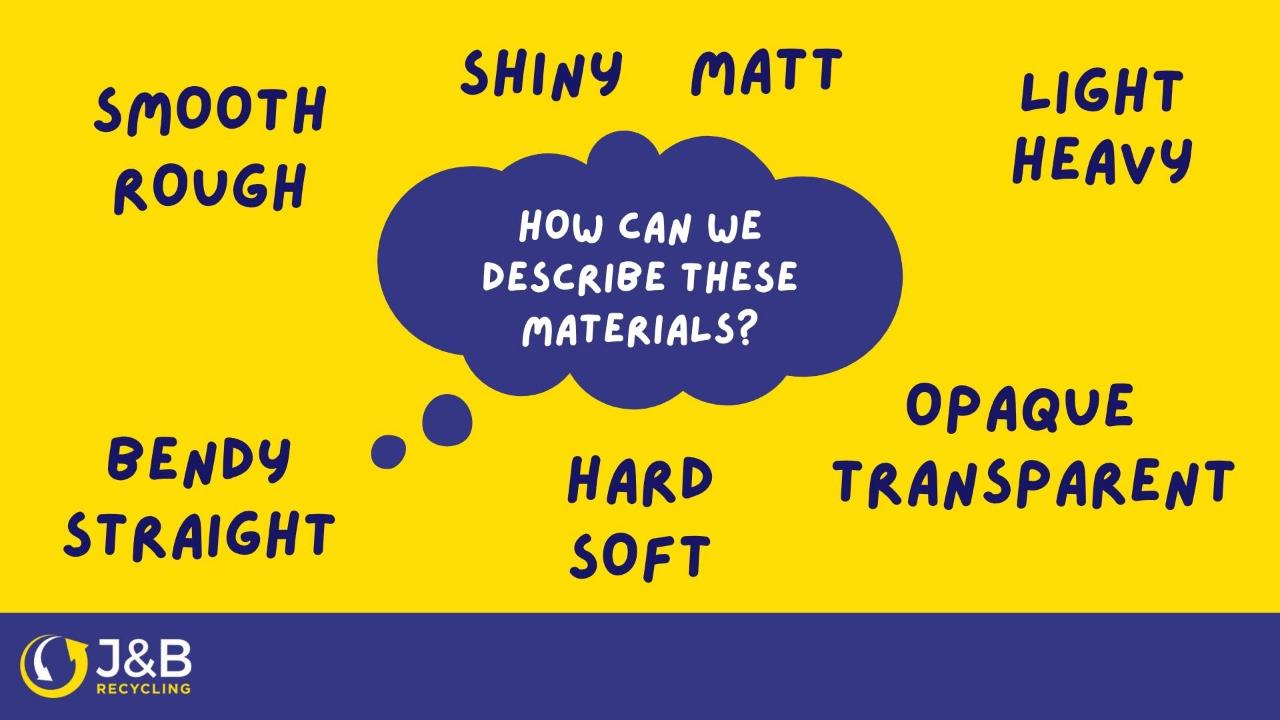 SHINY MATT
SMOOTH
ROUGH
LIGHT
HEAVY
HOW CAN WE
DESCRIBE THESE
MATERIALS?
BENDY
STRAIGHT
HARD
SOFT
OPAQUE
TRANSPARENT
J&B
RECYCLING